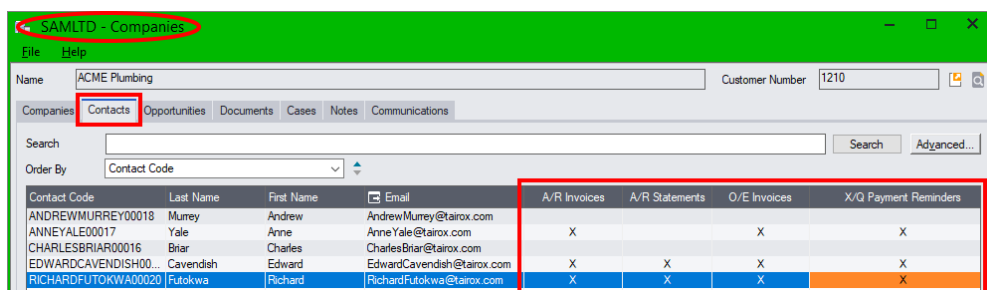 SAMLTD - Companies
File Help
Name ACME Plumbing Customer Number 1210
Companies Contacts Opportunities Documents Cases Notes Communications
Search Search Advanced...
Order By Contact Code
Contact Code Last Name First Name Email A/R Invoices A/R Statements O/E Invoices X/Q Payment Reminders
ANDREWMURREY00018 Murrey Andrew AndrewMurrey@tairox.com
ANNEYALE00017 Yale Anne AnneYale@tairox.com X X X
CHARLESBRIAR00016 Briar Charles CharlesBriar@tairox.com
EDWARDCAVENDISH00... Cavendish Edward EdwardCavendish@tairox.com X X X X
RICHARDFUTOKWA00020 Futokwa Richard RichardFutokwa@tairox.com X X X X